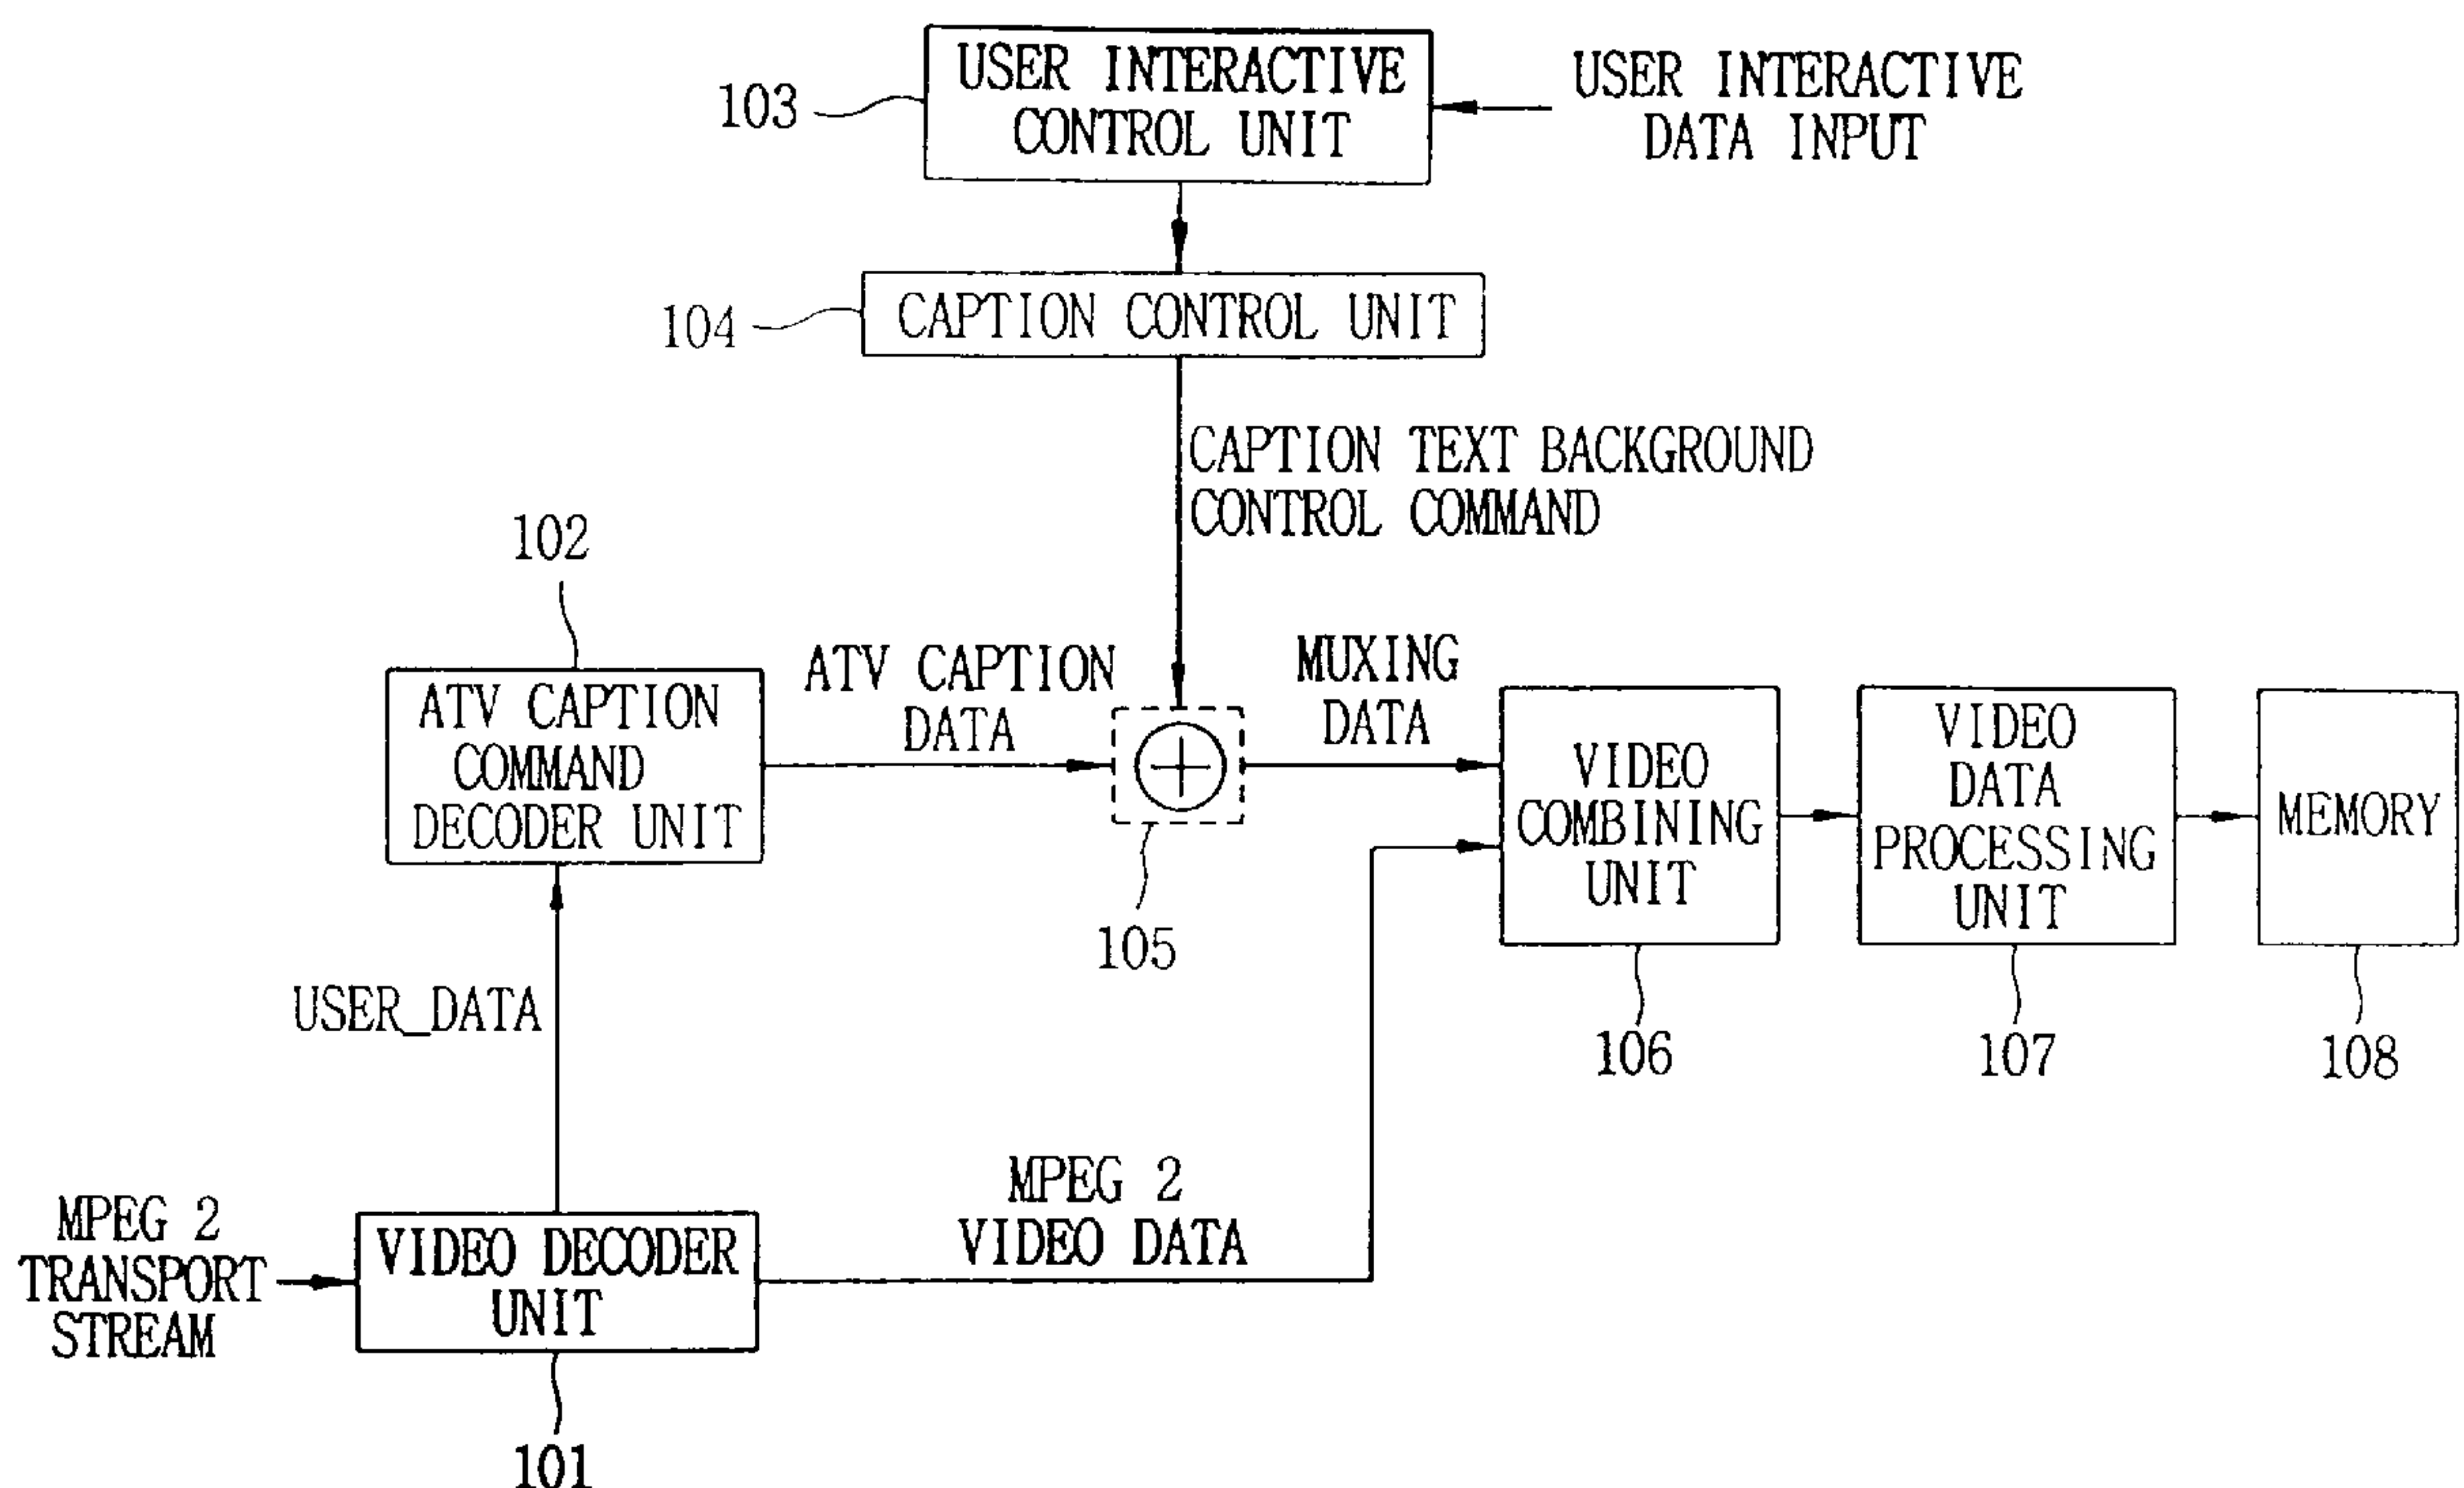 USER INTERACTIVE
CONTROL UNIT
103
USER INTERACTIVE
DATA INPUT
104
CAPTION CONTROL UNIT
CAPTION TEXT BACKGROUND
CONTROL COMMAND
102
ATV CAPTION
COMMAND
DECODER UNIT
ATV CAPTION
DATA
105
MUXING
DATA
VIDEO
COMBINING
UNIT
106
VIDEO
DATA
PROCESSING
UNIT
107
MEMORY
108
USER_DATA
MPEG 2
TRANSPORT
STREAM
VIDEO DECODER
UNIT
101
MPEG 2
VIDEO DATA